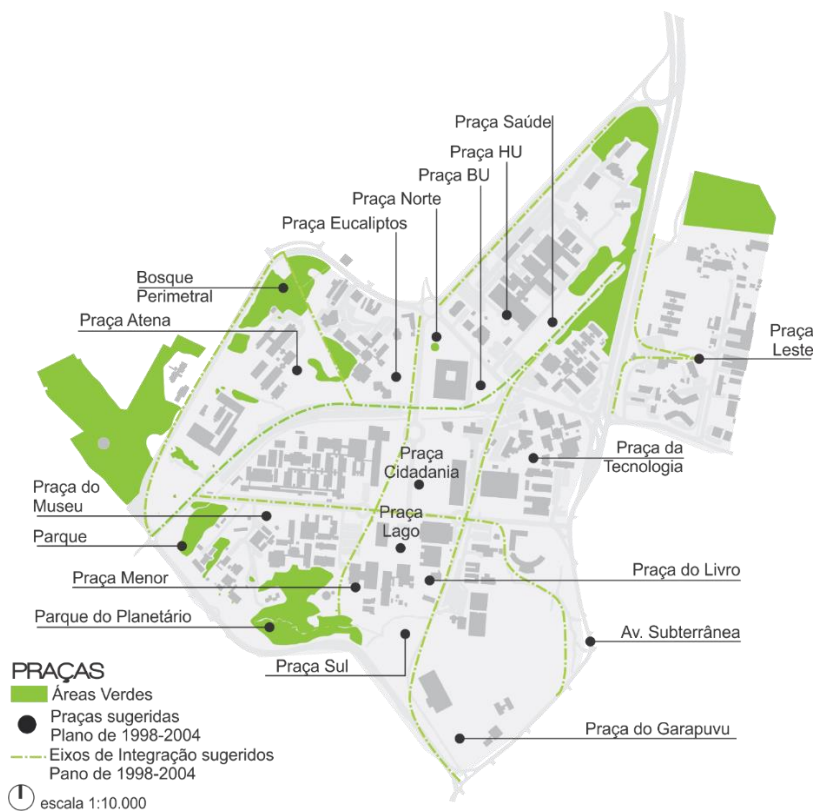 Praça Saúde
Praça HU
Praça BU
Praça Norte
Praça Eucaliptos
Bosque
Perimetral
Praça Atena
Praça
Leste
Praça da
Tecnologia
Praça
Cidadania
Praça do
Museu
Praça
Lago
Parque
Praça Menor
Praça do Livro
Parque do Planetário
Av. Subterrânea
Praça Sul
Praça do Garapuvu
PRAÇAS
Áreas Verdes
Praças sugeridas
Plano de 1998-2004
Eixos de Integração sugeridos
Pano de 1998-2004
escala 1:10.000